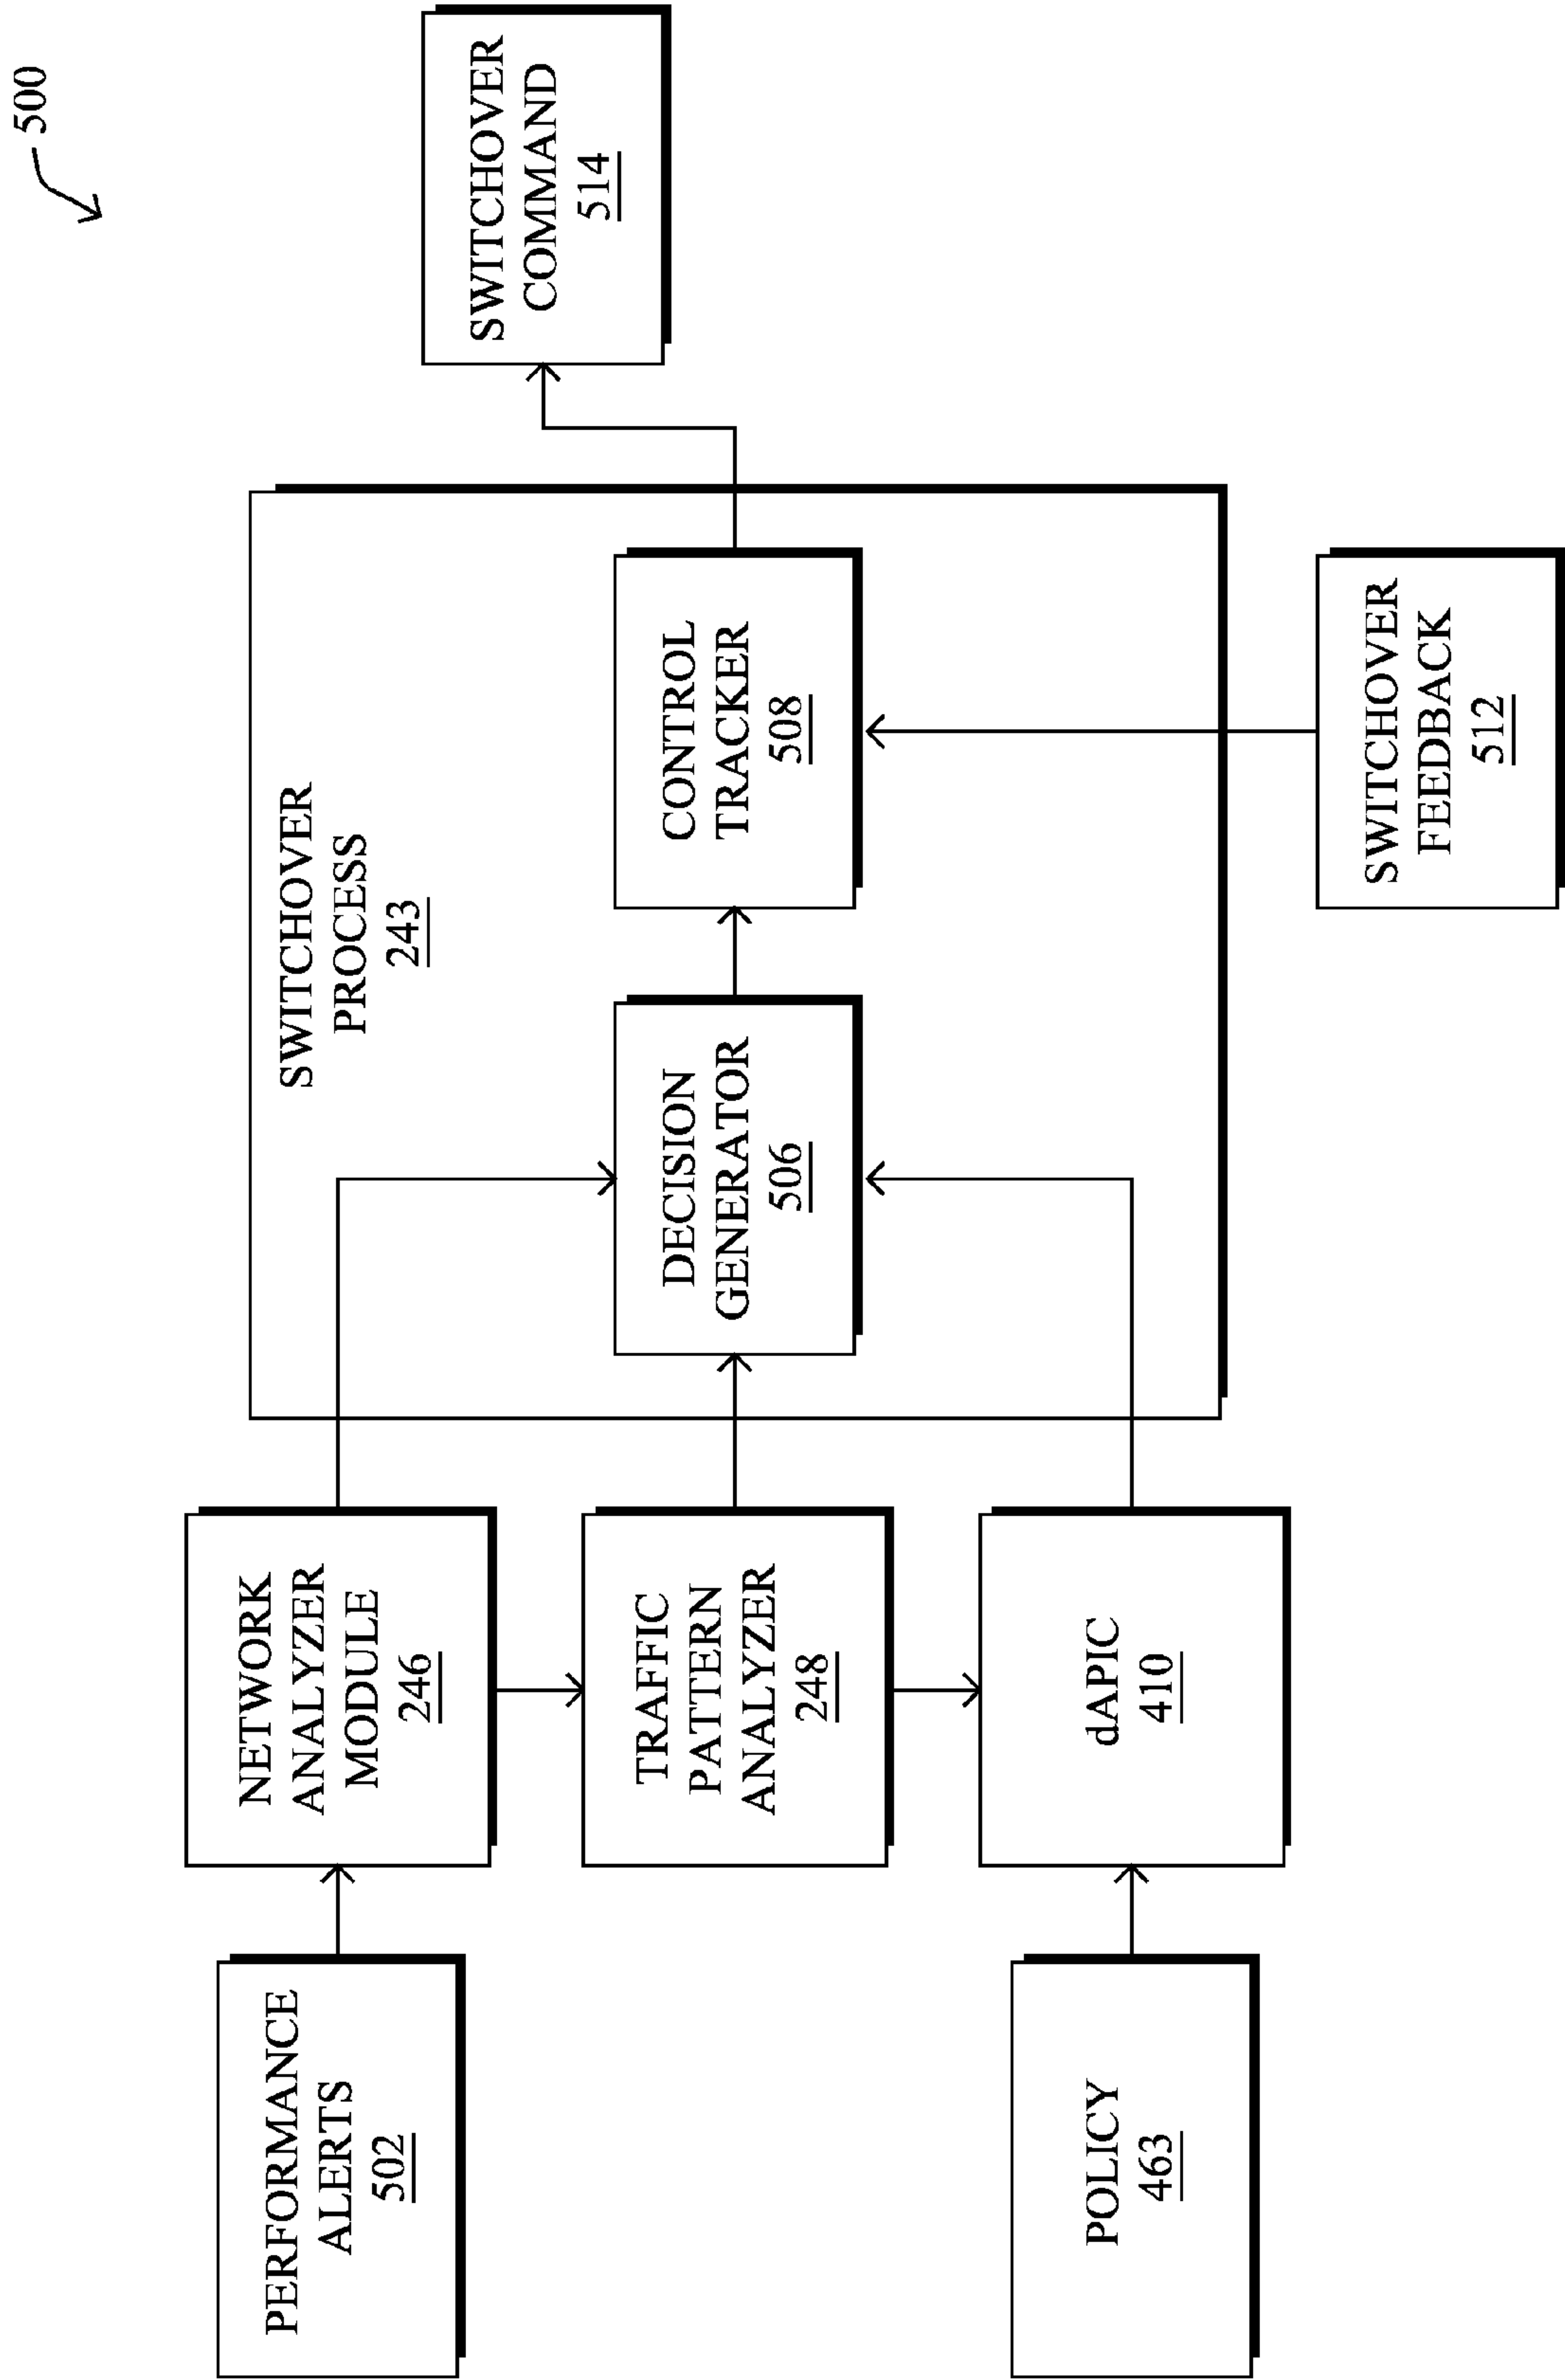 500
PERFORMANCE
ALERTS
502
NETWORK
ANALYZER
MODULE
246
SWITCHOVER
PROCESS
243
SWITCHOVER
COMMAND
514
TRAFFIC
PATTERN
ANALYZER
248
DECISION
GENERATOR
506
CONTROL
TRACKER
508
POLICY
463
dAPIC
410
SWITCHOVER
FEEDBACK
512